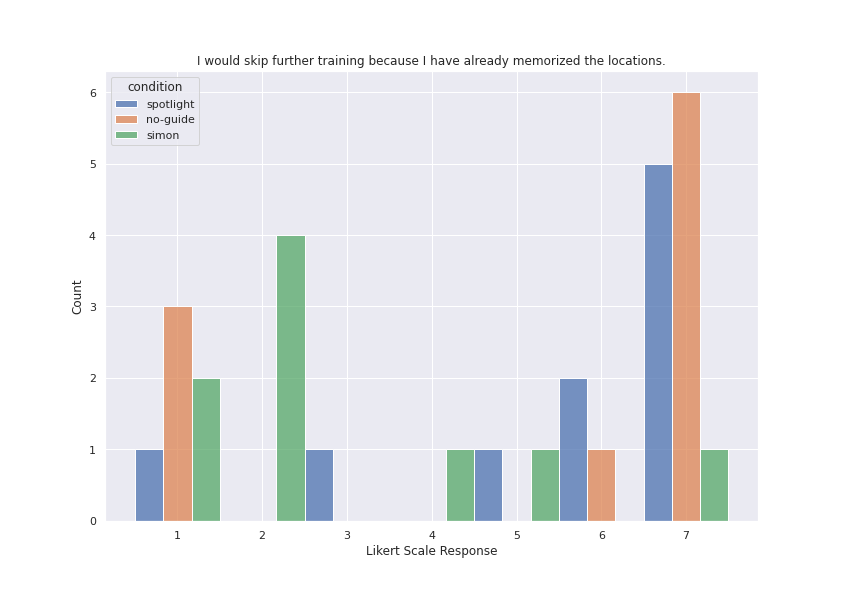 I would skip further training because I have already memorized the locations.
condition
spotlight
no-guide
simon
6
5
4
3
2
1
0
Count
1 2 3 4 5 6 7
Likert Scale Response